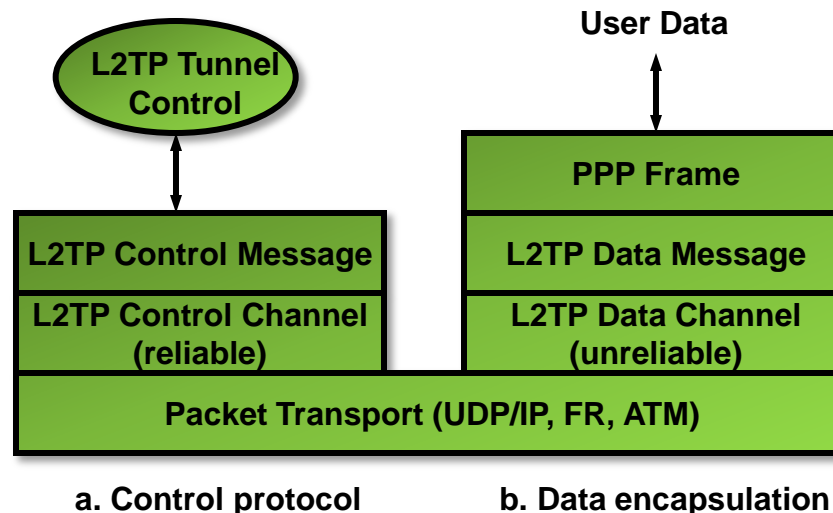 L2TP Tunnel
Control
User Data
PPP Frame
L2TP Control Message
L2TP Data Message
L2TP Control Channel
(reliable)
L2TP Data Channel
(unreliable)
Packet Transport (UDP/IP, FR, ATM)
a. Control protocol
b. Data encapsulation